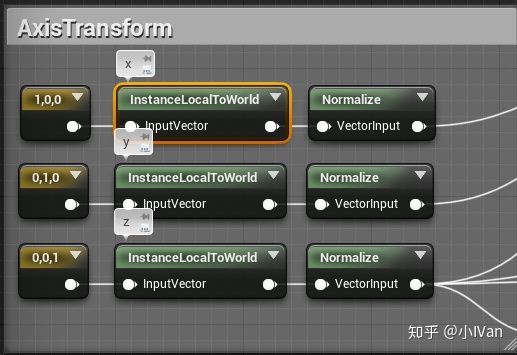 AxisTransform
x
1,0,0
InstanceLocalToWorld
Normalize
InputVector
VectorInput
y
0,1,0
InstanceLocalToWorld
Normalize
InputVector
VectorInput
z
0,0,1
InstanceLocalToWorld
Normalize
InputVector
VectorInput
知乎 @小IVan